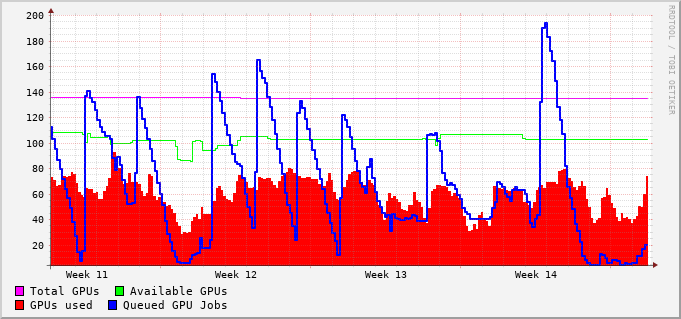 200
180
160
140
120
100
80
60
40
20
Week 11 Week 12 Week 13 Week 14
Total GPUs Available GPUs
GPUs used Queued GPU Jobs
RRDTOOL / TOBI OETIKER